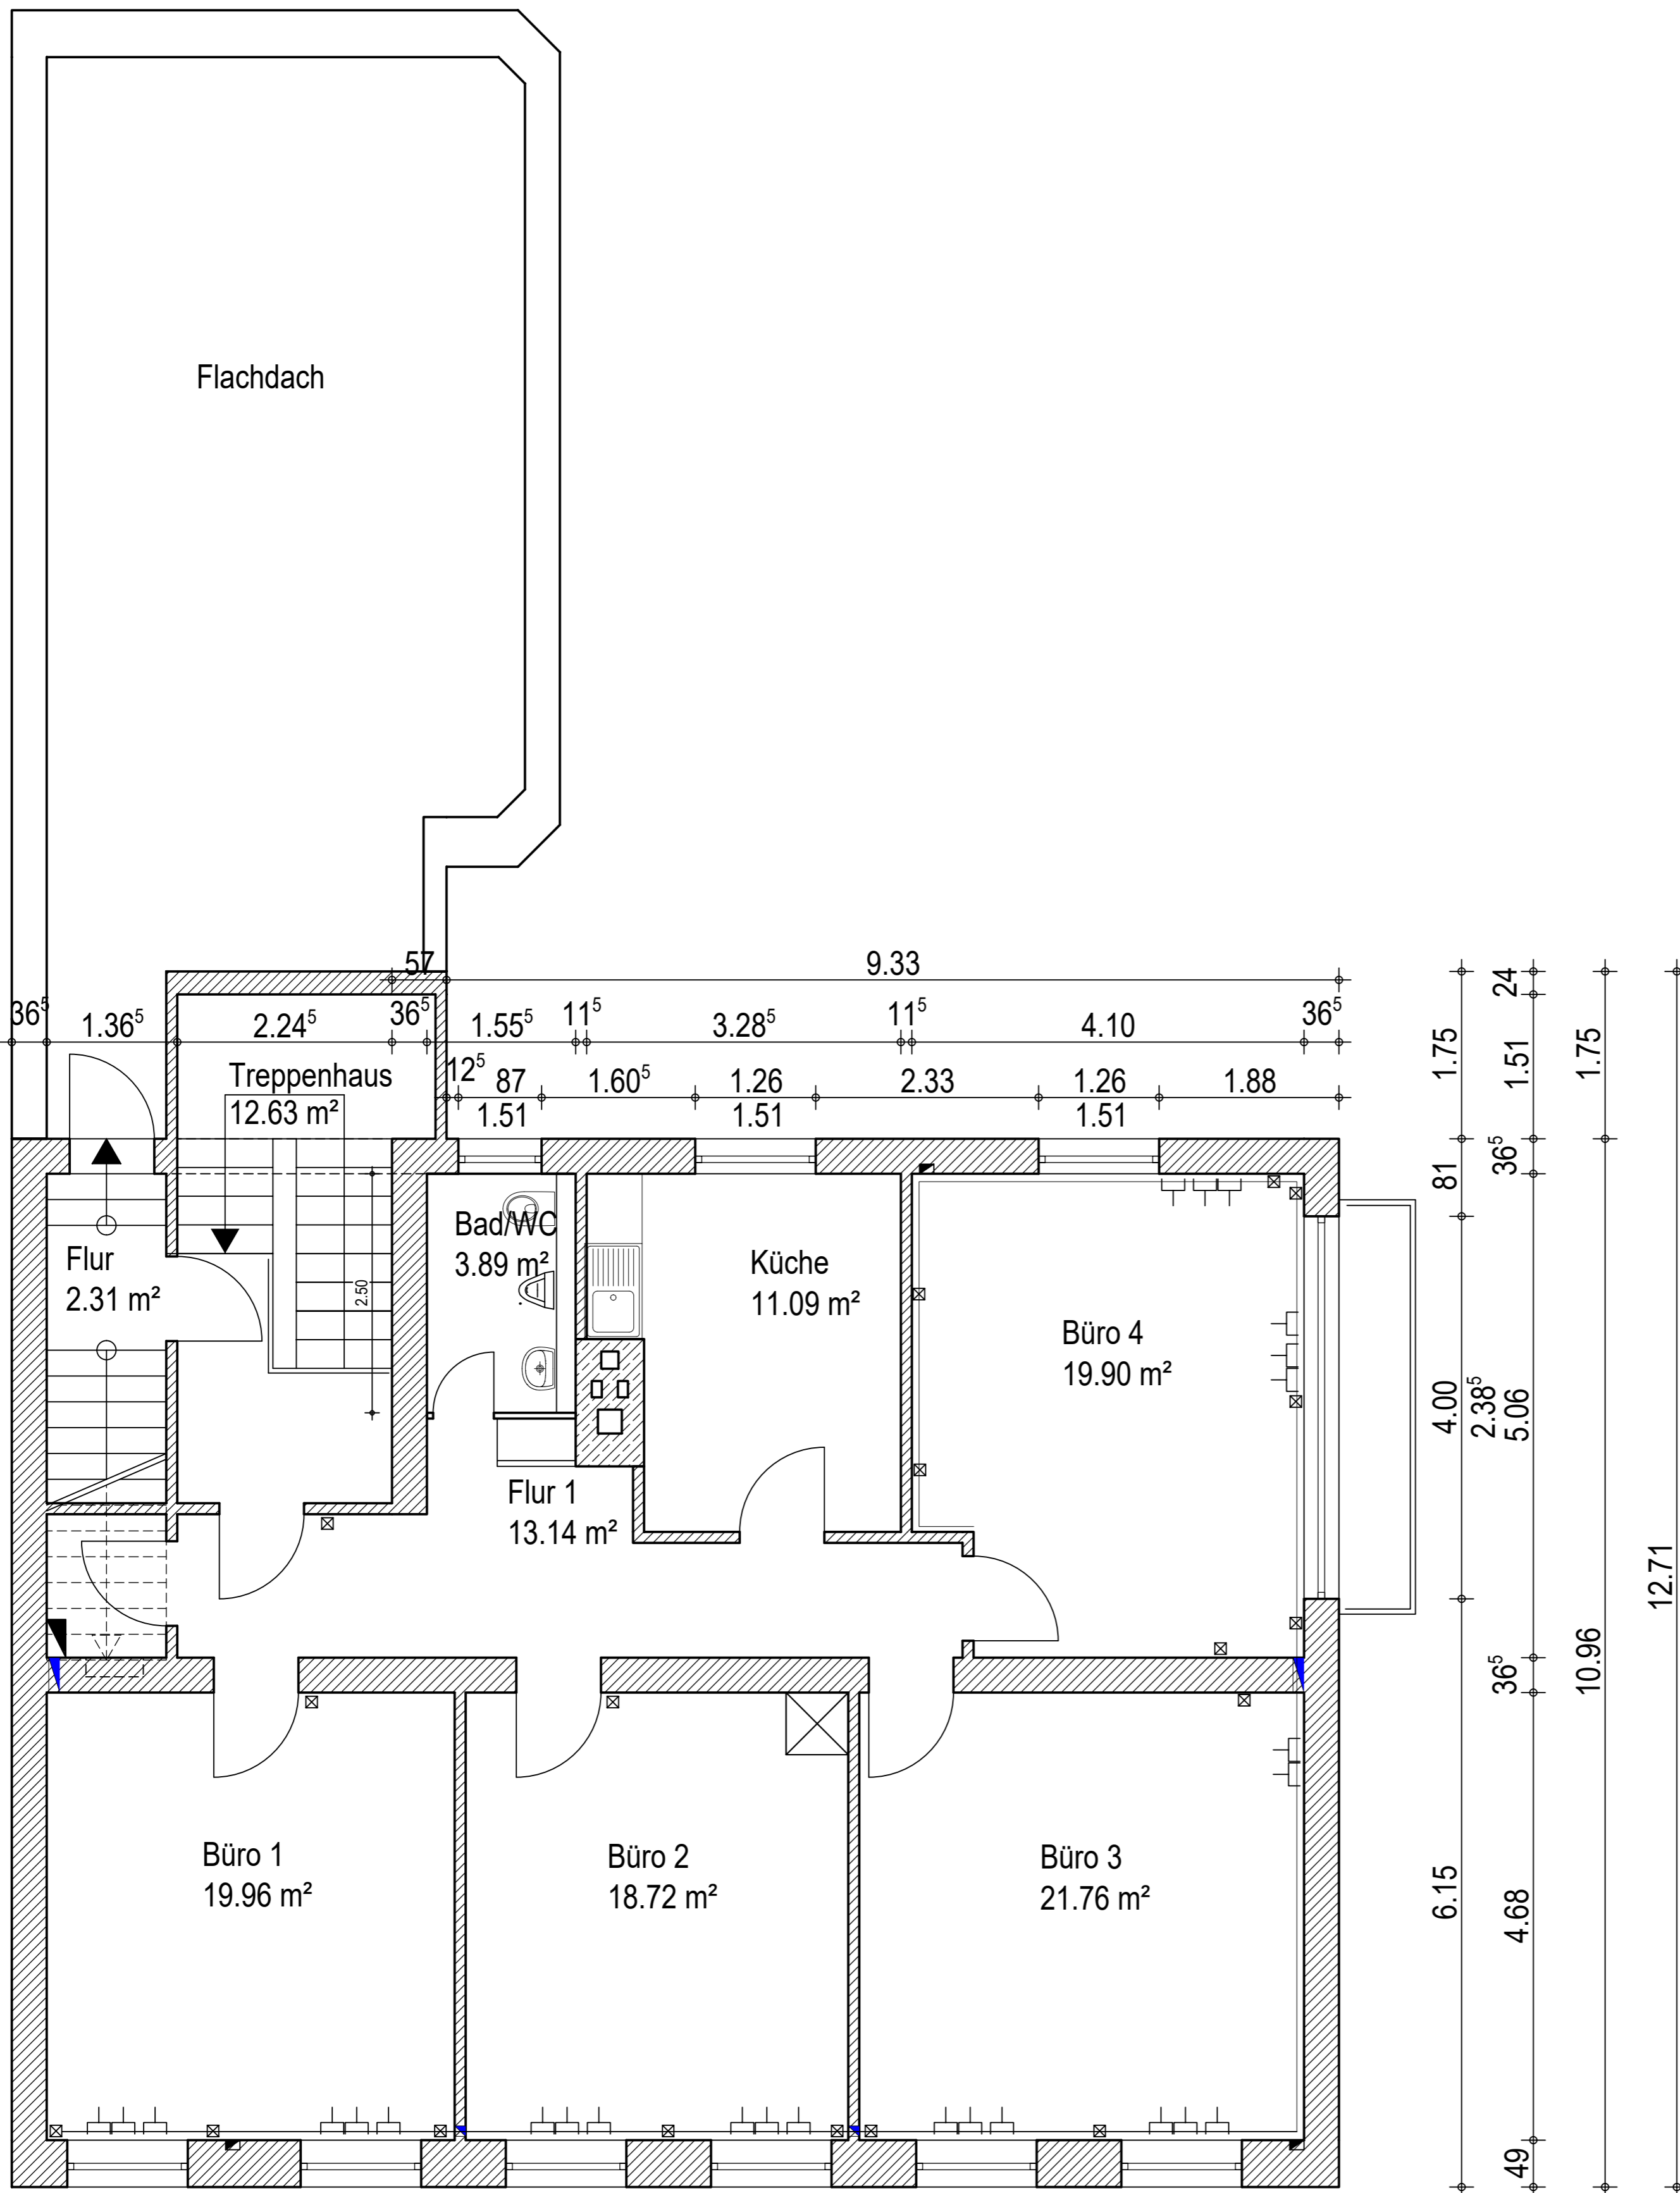 Flachdach
57
9.33
36⁵
1.36⁵
2.24⁵
36⁵
1.55⁵
11⁵
3.28⁵
11⁵
4.10
36⁵
12⁵
87
1.60⁵
1.26
2.33
1.26
1.88
1.51
1.51
1.51
Treppenhaus
12.63 m²
Flur
2.31 m²
2.50
Bad/WC
3.89 m²
Küche
11.09 m²
Büro 4
19.90 m²
Flur 1
13.14 m²
Büro 1
19.96 m²
Büro 2
18.72 m²
Büro 3
21.76 m²
1.75
81
4.00
6.15
2.38⁵
24
1.51
36⁵
5.06
36⁵
4.68
49
1.75
10.96
12.71